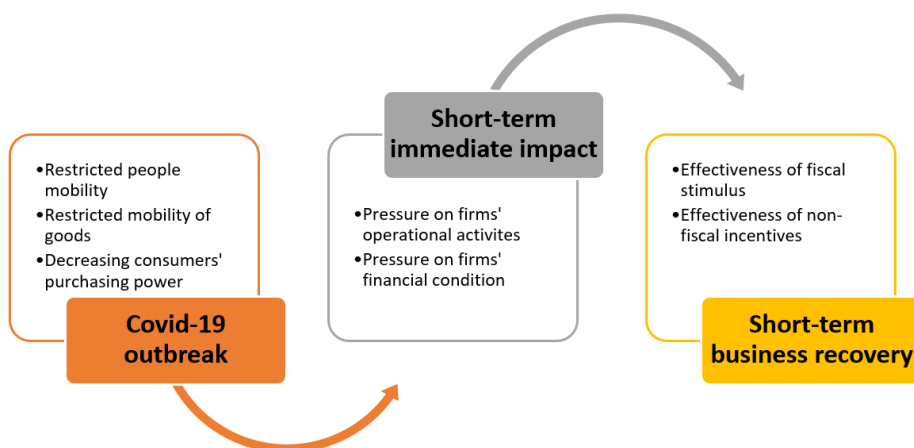 •Restricted people
mobility
•Restricted mobility of
goods
•Decreasing consumers'
purchasing power
Covid-19
outbreak
Short-term
immediate impact
•Pressure on firms'
operational activites
•Pressure on firms'
financial condition
•Effectiveness of fiscal
stimulus
•Effectiveness of non-
fiscal incentives
Short-term
business recovery